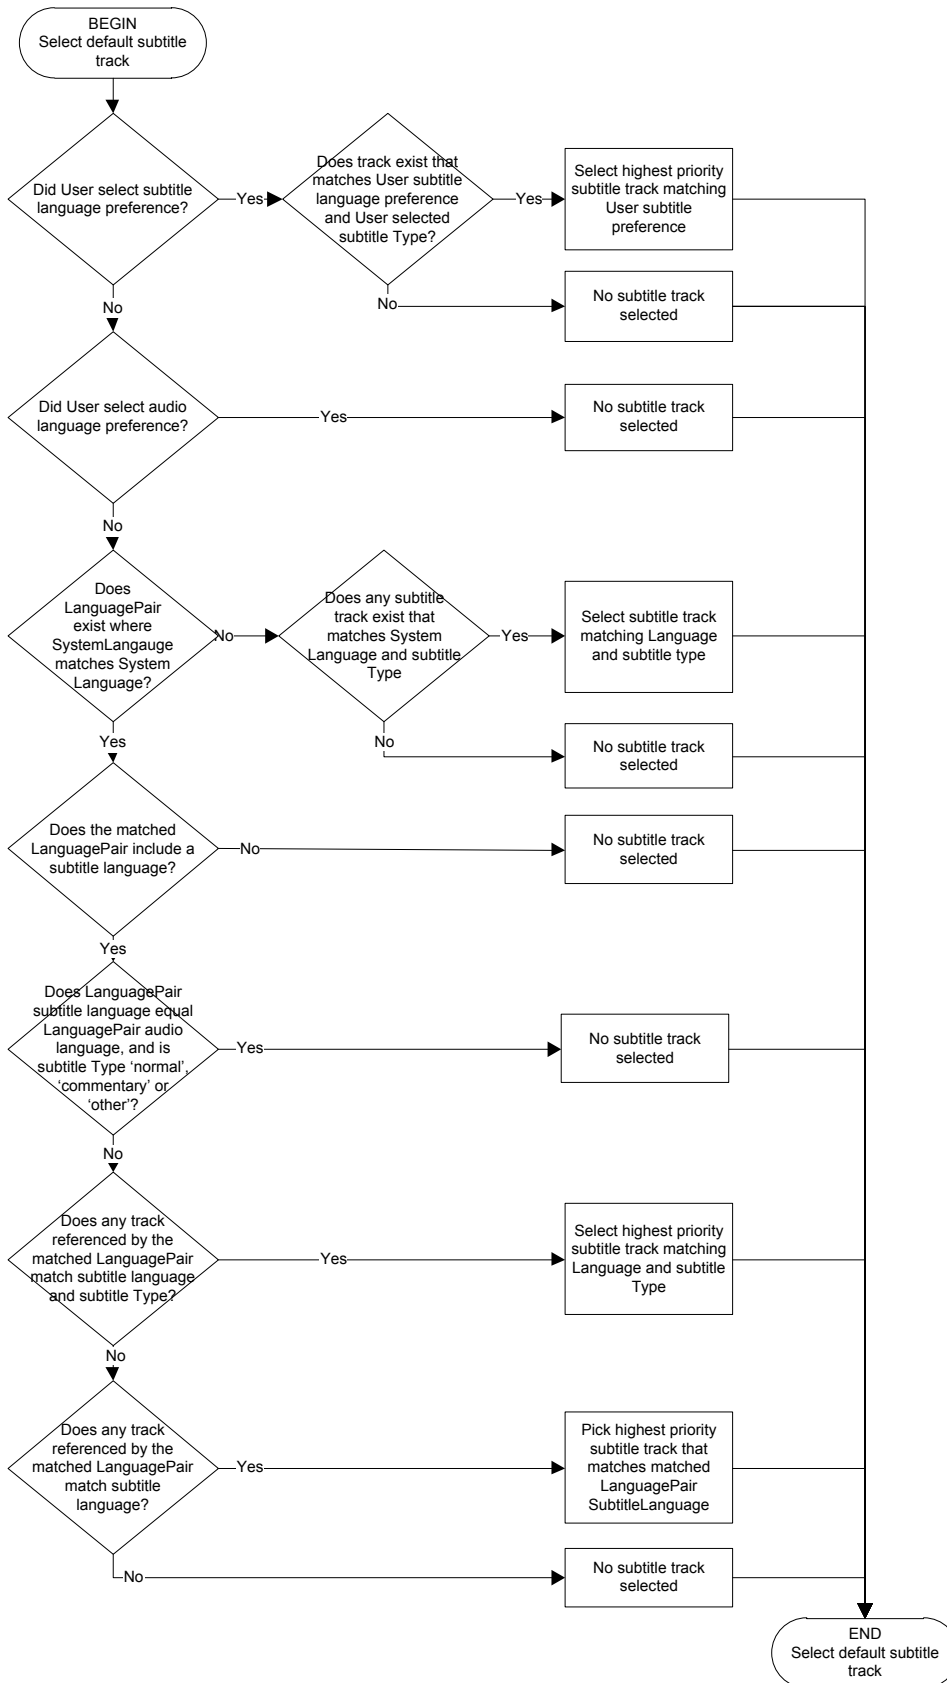 BEGIN
Select default subtitle
track
Did User select subtitle
language preference?
Yes
Does track exist that
matches User subtitle
language preference
and User selected
subtitle Type?
Yes
Select highest priority
subtitle track matching
User subtitle
preference
No
No subtitle track
selected
No
Did User select audio
language preference?
Yes
No subtitle track
selected
No
Does
LanguagePair
exist where
SystemLangauge
matches System
Language?
No
Does any subtitle
track exist that
matches System
Language and subtitle
Type
Yes
Select subtitle track
matching Language
and subtitle type
No
No subtitle track
selected
Yes
Does the matched
LanguagePair include a
subtitle language?
No
No subtitle track
selected
Yes
Does LanguagePair
subtitle language equal
LanguagePair audio
language, and is
subtitle Type ‘normal’,
‘commentary’ or
‘other’?
Yes
No subtitle track
selected
No
Does any track
referenced by the
matched LanguagePair
match subtitle language
and subtitle Type?
Yes
Select highest priority
subtitle track matching
Language and subtitle
Type
No
Does any track
referenced by the
matched LanguagePair
match subtitle
language?
Yes
Pick highest priority
subtitle track that
matches matched
LanguagePair
SubtitleLanguage
No
No subtitle track
selected
END
Select default subtitle
track